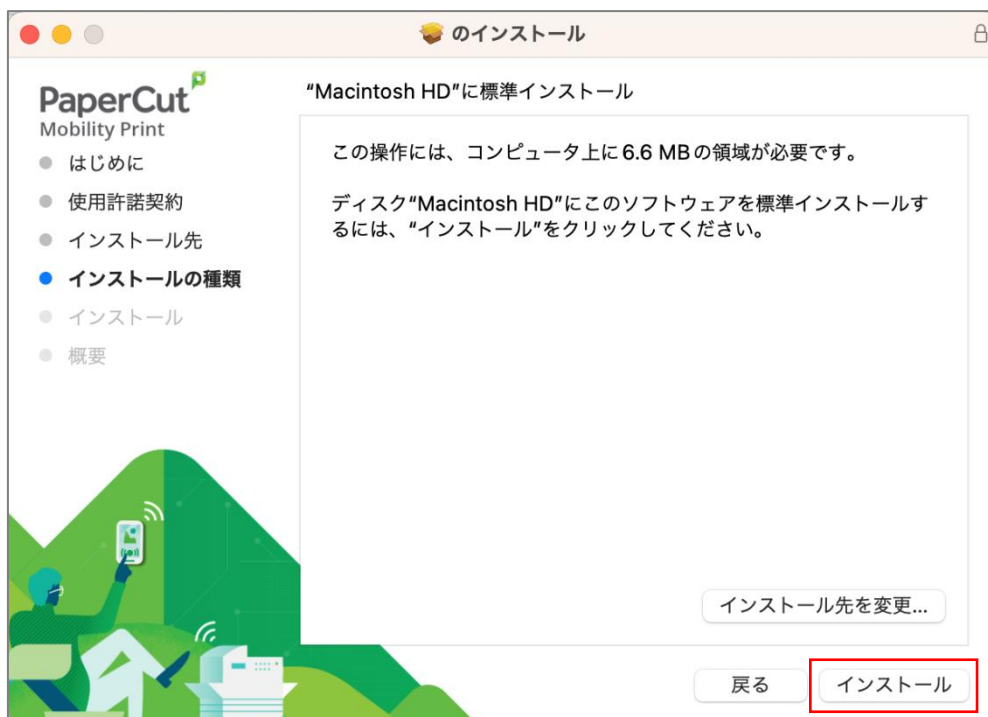 のインストール
PaperCut
Mobility Print
"Macintosh HD"に標準インストール
はじめに
使用許諾契約
インストール先
インストールの種類
インストール
概要
この操作には、コンピュータ上に6.6 MBの領域が必要です。
ディスク"Macintosh HD"にこのソフトウェアを標準インストールす
るには、"インストール"をクリックしてください。
インストール先を変更...
戻る
インストール